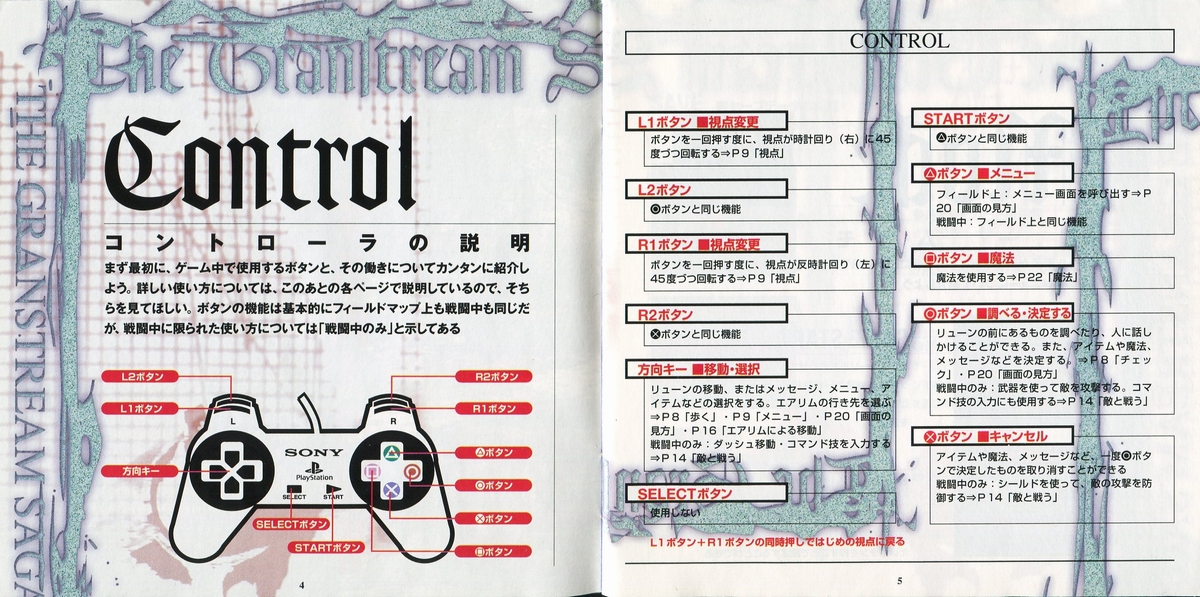 The Granstream S
THE GRANSTREAM SAGA
Control
コントローラの説明
まず最初に、ゲーム中で使用するボタンと、その働きについてカンタンに紹介し
よう。詳しい使い方については、このあとの各ページで説明しているので、そち
らを見てほしい。ボタンの機能は基本的にフィールドマップ上も戦闘中も同じだ
が、戦闘中に限られた使い方については「戦闘中のみ」と示してある
L2ボタン
R2ボタン
L1ボタン
R1ボタン
L
R
SONY
PlayStation
SELECT
START
方向キー
△ボタン
○ボタン
×ボタン
□ボタン
SELECTボタン
STARTボタン
4
CONTROL
L1ボタン ■視点変更
ボタンを一回押す度に、視点が時計回り（右）に45
度づつ回転する⇒P9「視点」
L2ボタン
○ボタンと同じ機能
R1ボタン ■視点変更
ボタンを一回押す度に、視点が反時計回り（左）に
45度づつ回転する⇒P9「視点」
R2ボタン
×ボタンと同じ機能
方向キー ■移動・選択
リューンの移動、またはメッセージ、メニュー、ア
イテムなどの選択をする。エアリムの行き先を選ぶ
⇒P8「歩く」・P9「メニュー」・P20「画面の
見方」・P16「エアリムによる移動」
戦闘中のみ：ダッシュ移動・コマンド技を入力する
⇒P14「敵と戦う」
SELECTボタン
使用しない
L1ボタン＋R1ボタンの同時押しではじめの視点に戻る
STARTボタン
△ボタンと同じ機能
△ボタン ■メニュー
フィールド上：メニュー画面を呼び出す⇒P
20「画面の見方」
戦闘中：フィールド上と同じ機能
□ボタン ■魔法
魔法を使用する⇒P22「魔法」
○ボタン ■調べる・決定する
リューンの前にあるものを調べたり、人に話し
かけることができる。また、アイテムや魔法、
メッセージなどを決定する。⇒P8「チェッ
ク」・P20「画面の見方」
戦闘中のみ：武器を使って敵を攻撃する。コマ
ンド技の入力にも使用する⇒P14「敵と戦う」
×ボタン ■キャンセル
アイテムや魔法、メッセージなど、一度○ボタ
ンで決定したものを取り消すことができる
戦闘中のみ：シールドを使って、敵の攻撃を防
御する⇒P14「敵と戦う」
5